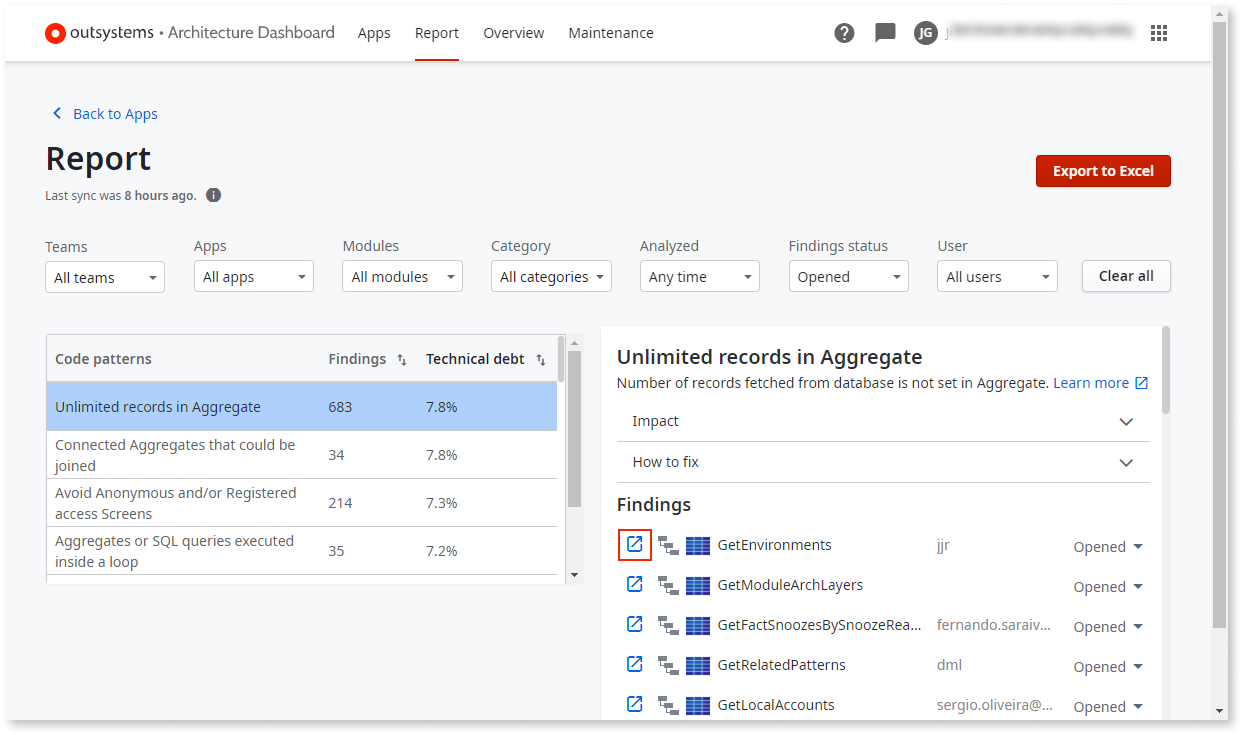 outsystems • Architecture Dashboard Apps Report Overview Maintenance ? JG
Back to Apps
Report
Export to Excel
Last sync was 8 hours ago. i
Teams Apps Modules Category Analyzed Findings status User
All teams All apps All modules All categories Any time Opened All users Clear all
Code patterns Findings Technical debt
Unlimited records in Aggregate 683 7.8%
Connected Aggregates that could be
joined 34 7.8%
Avoid Anonymous and/or Registered
access Screens 214 7.3%
Aggregates or SQL queries executed
inside a loop 35 7.2%
Unlimited records in Aggregate
Number of records fetched from database is not set in Aggregate. Learn more
Impact
How to fix
Findings
GetEnvironments jjr Opened
GetModuleArchLayers Opened
GetFactSnoozesBySnoozeRea... fernando.saraiv... Opened
GetRelatedPatterns dml Opened
GetLocalAccounts sergio.oliveira@... Opened